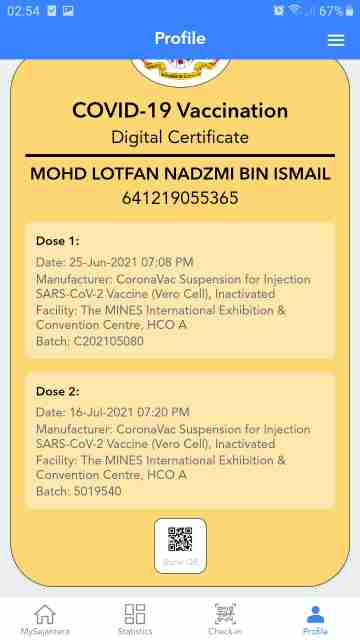 02:54
67%
Profile
COVID-19 Vaccination
Digital Certificate
MOHD LOTFAN NADZMI BIN ISMAIL
641219055365
Dose 1:
Date: 25-Jun-2021 07:08 PM
Manufacturer: CoronaVac Suspension for Injection
SARS-CoV-2 Vaccine (Vero Cell), Inactivated
Facility: The MINES International Exhibition &
Convention Centre, HCO A
Batch: C202105080
Dose 2:
Date: 16-Jul-2021 07:20 PM
Manufacturer: CoronaVac Suspension for Injection
SARS-CoV-2 Vaccine (Vero Cell), Inactivated
Facility: The MINES International Exhibition &
Convention Centre, HCO A
Batch: 5019540
Show QR
MySejahtera
Statistics
Check-in
Profile